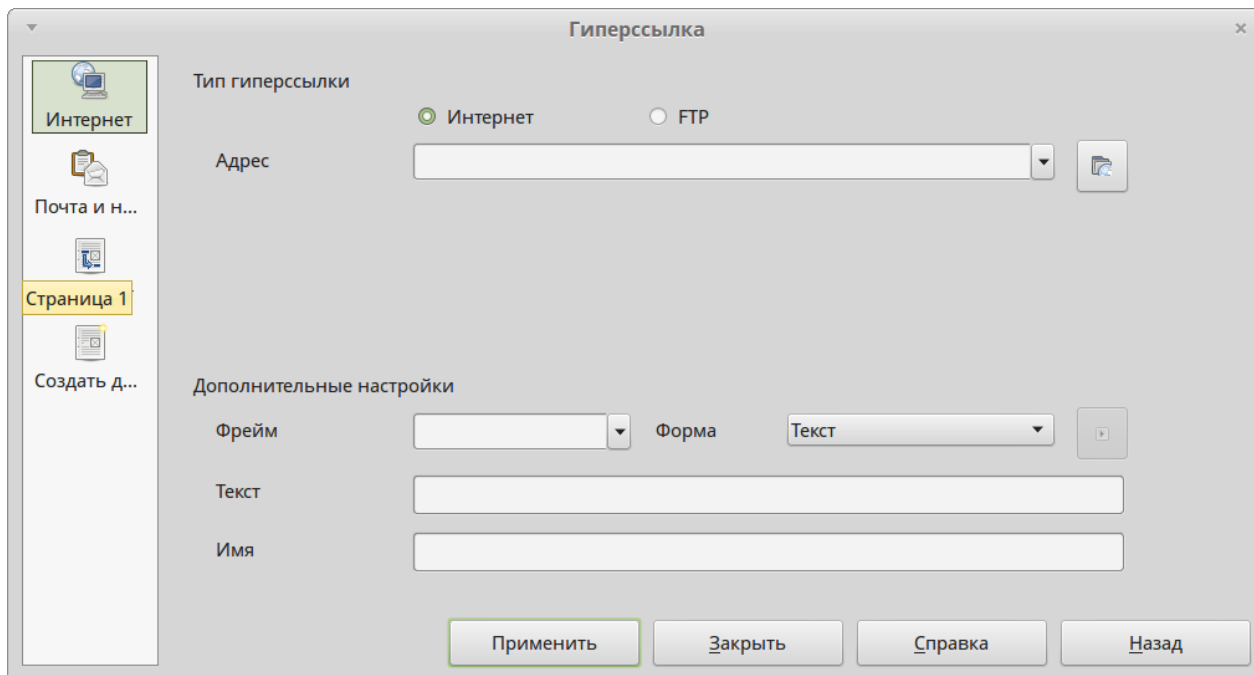 Гиперссылка
Интернет
Почта и н...
Страница 1
Создать д...
Тип гиперссылки
Интернет FTP
Адрес
Дополнительные настройки
Фрейм Форма Текст
Текст
Имя
Применить Закрыть Справка Назад